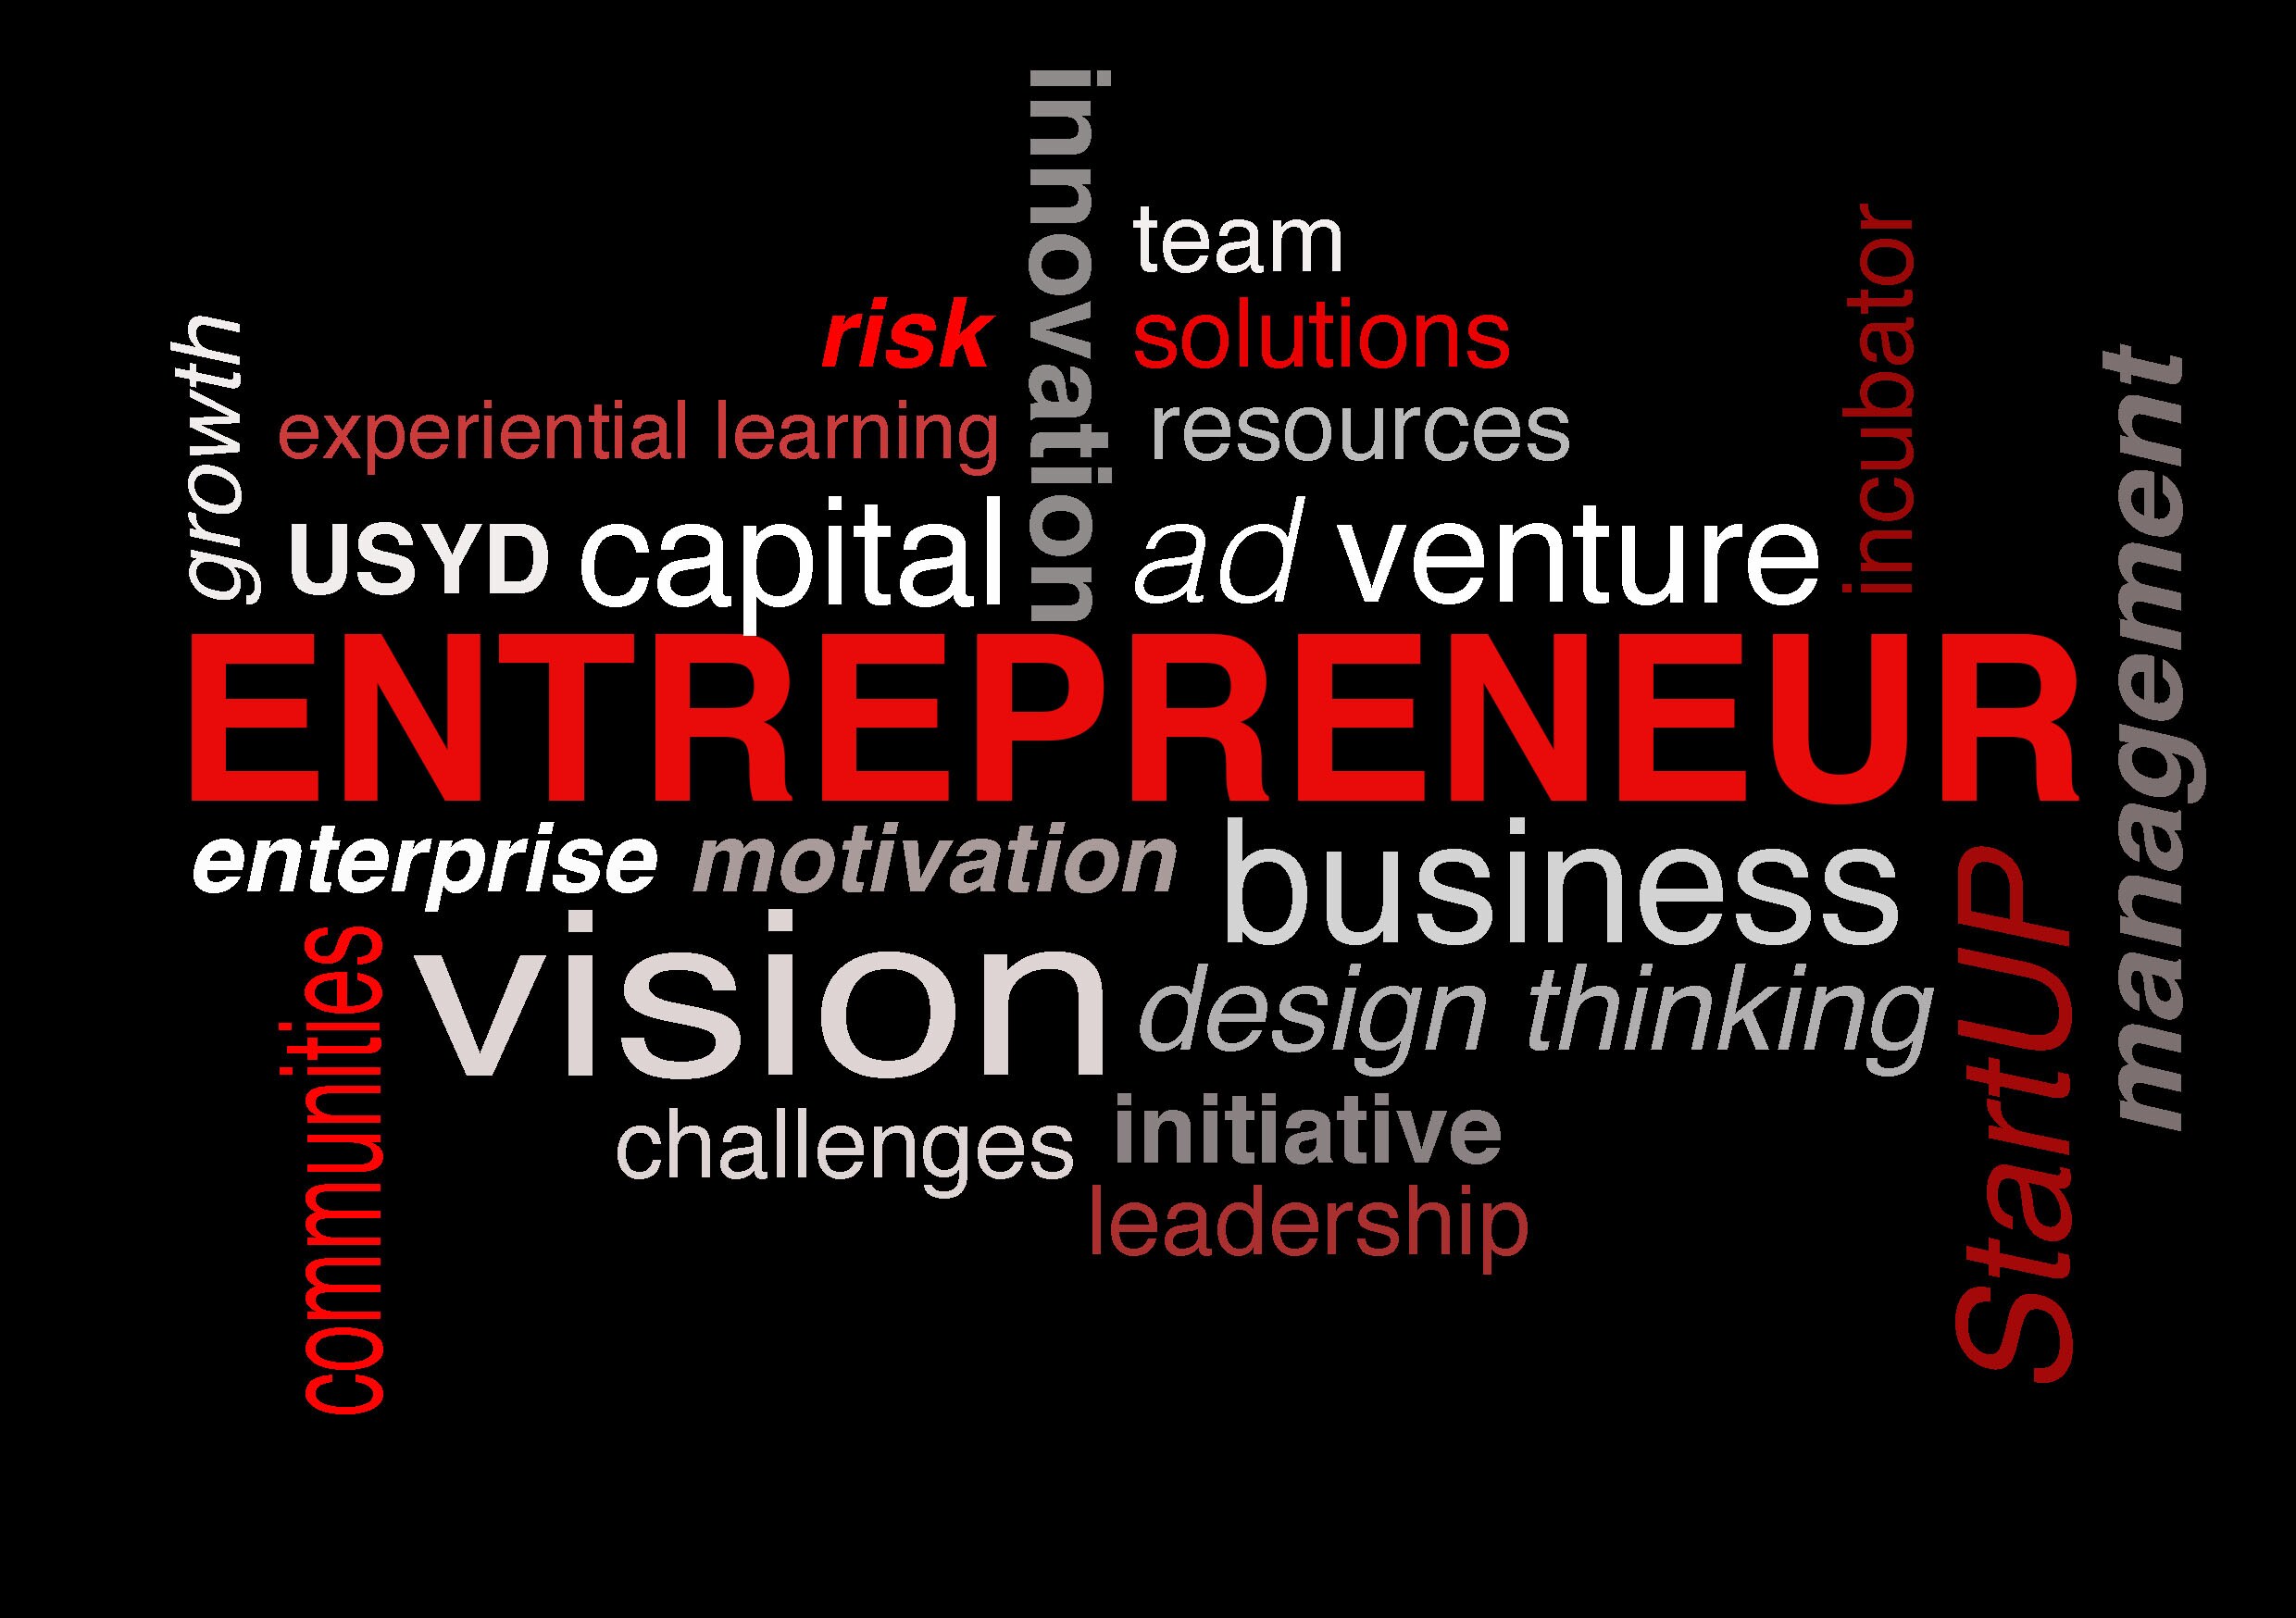 innovation
team
risk
solutions
growth
experiential learning
resources
incubator
USYD capital
ad venture
management
ENTREPRENEUR
enterprise motivation
business
communities
vision
design thinking
StartUP
challenges
initiative
leadership